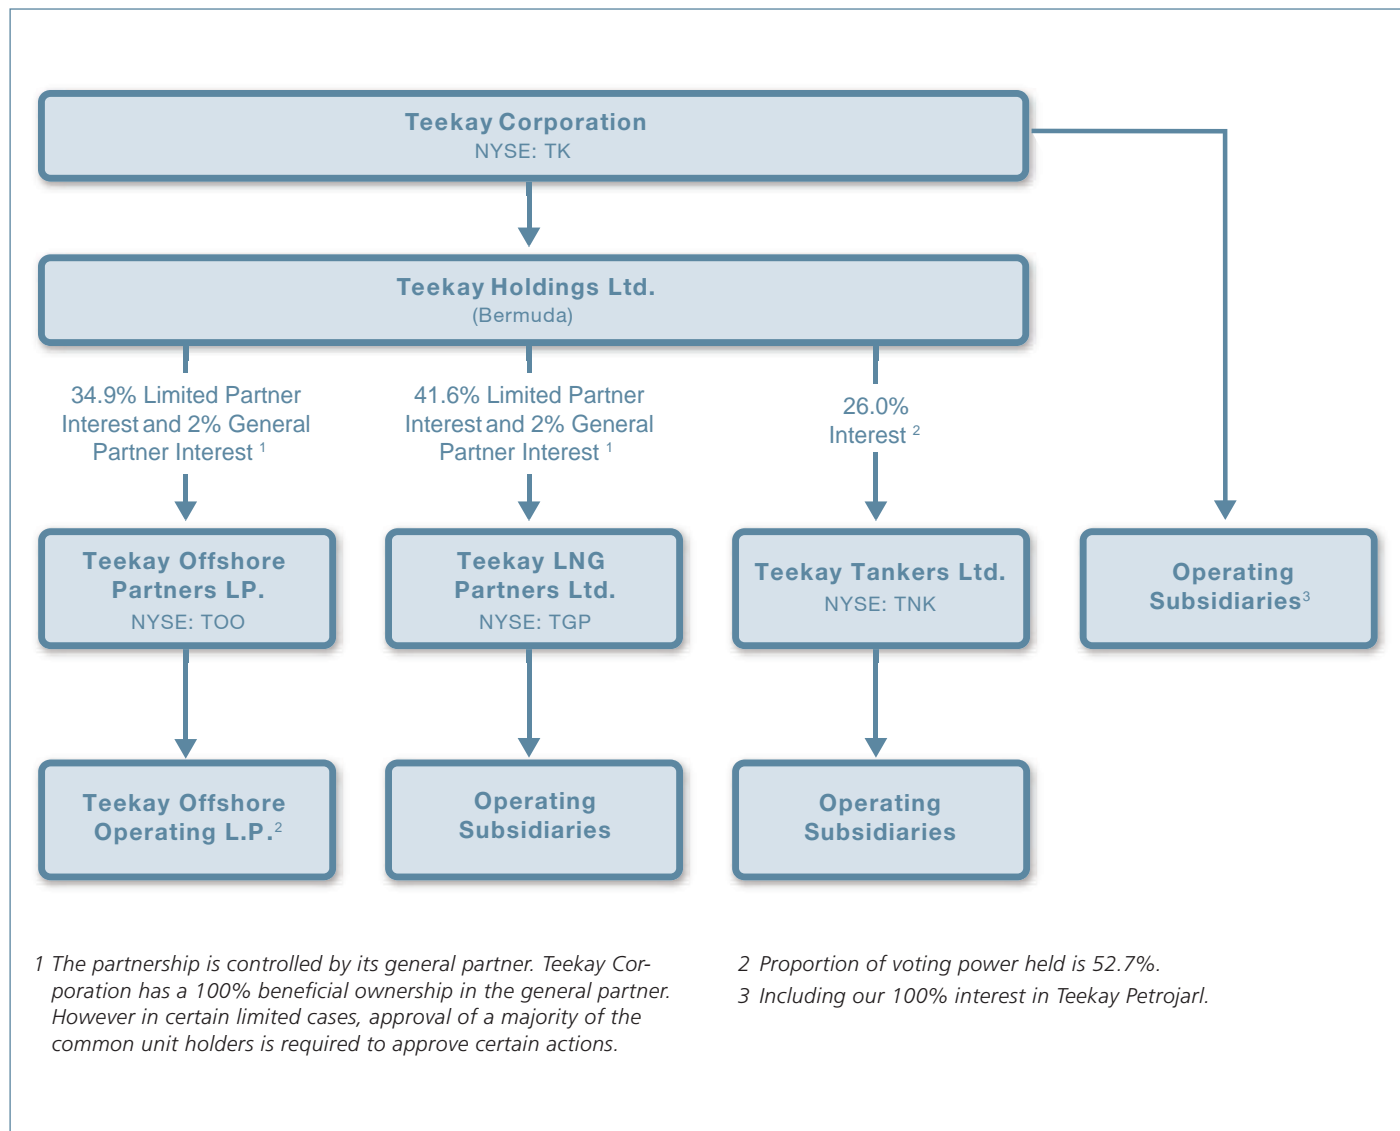 Teekay Corporation
NYSE: TK
Teekay Holdings Ltd.
(Bermuda)
34.9% Limited Partner
Interest and 2% General
Partner Interest 1
41.6% Limited Partner
Interest and 2% General
Partner Interest 1
26.0%
Interest 2
Teekay Offshore
Partners LP.
NYSE: TOO
Teekay LNG
Partners Ltd.
NYSE: TGP
Teekay Tankers Ltd.
NYSE: TNK
Operating
Subsidiaries3
Teekay Offshore
Operating L.P.2
Operating
Subsidiaries
Operating
Subsidiaries
1 The partnership is controlled by its general partner. Teekay Cor-
poration has a 100% beneficial ownership in the general partner.
However in certain limited cases, approval of a majority of the
common unit holders is required to approve certain actions.
2 Proportion of voting power held is 52.7%.
3 Including our 100% interest in Teekay Petrojarl.